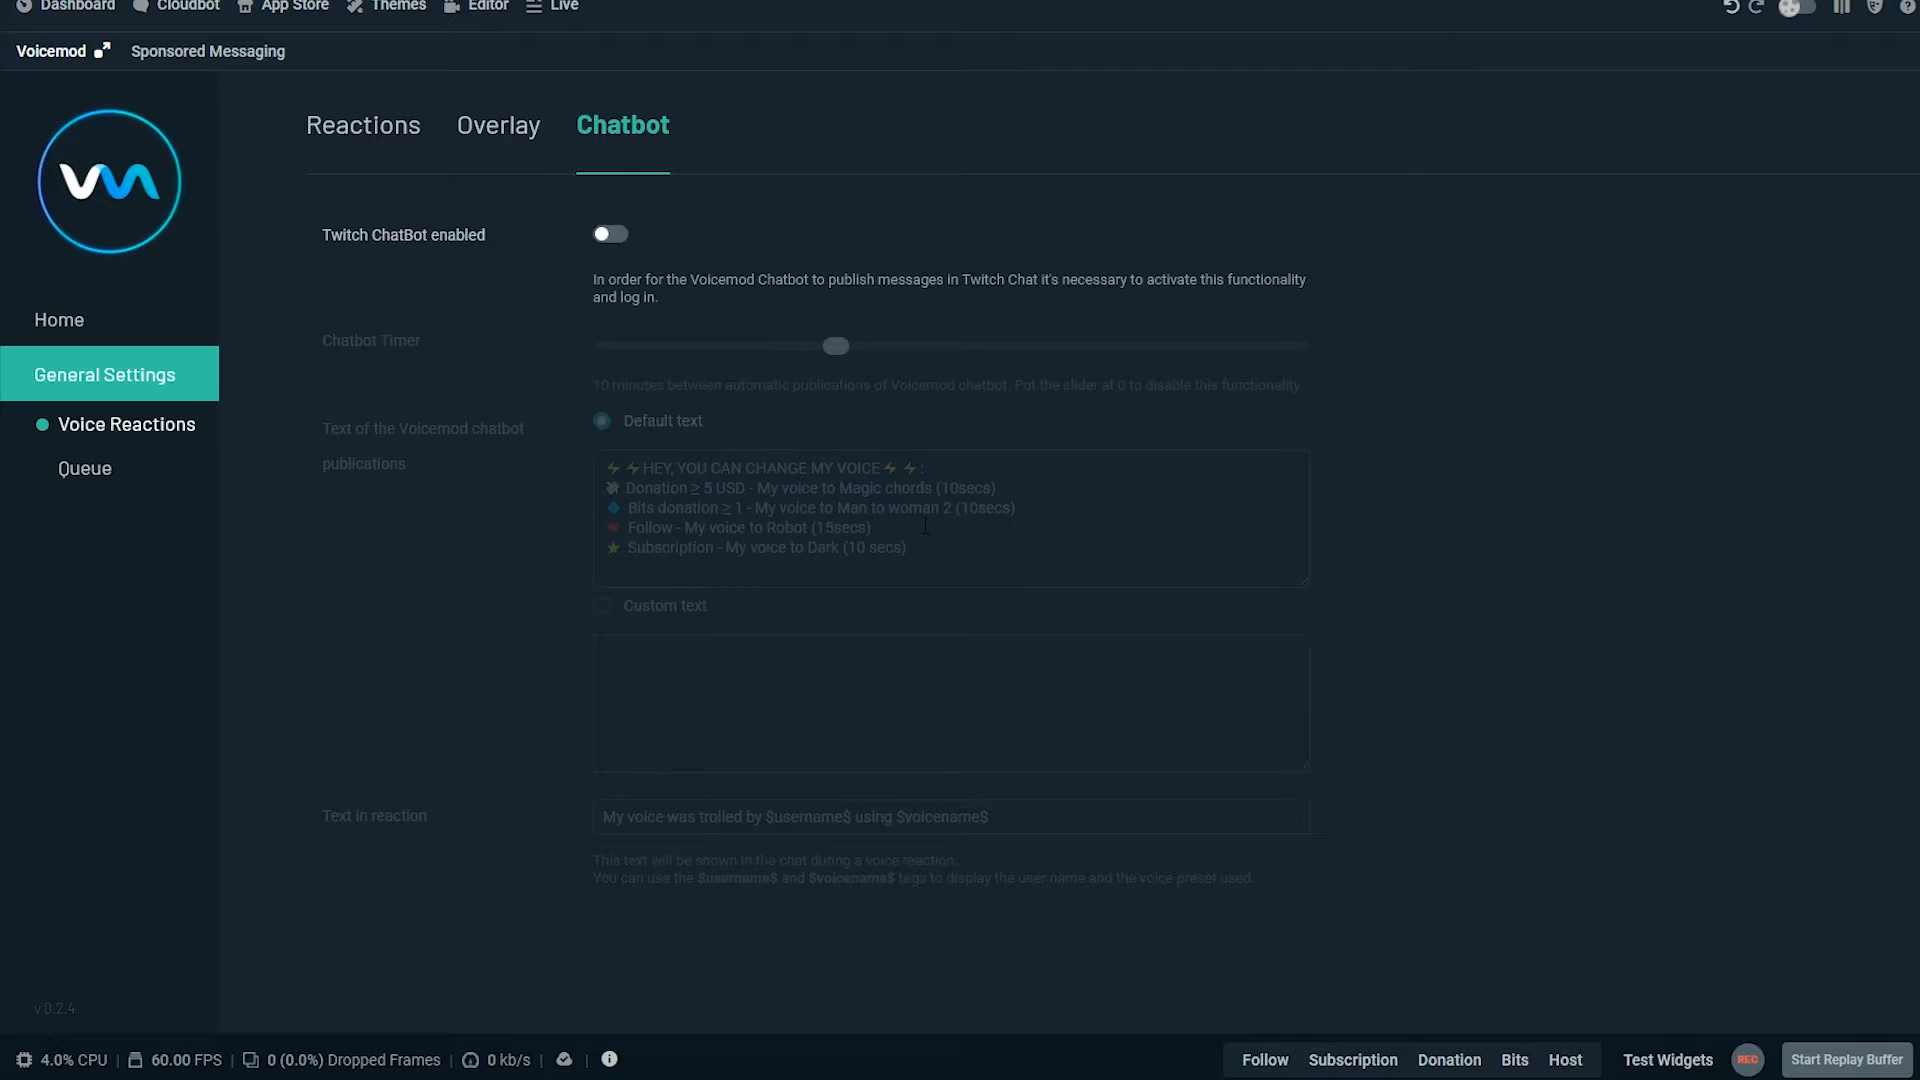 Dashboard Cloudbot App Store Themes Editor Live
Voicemod Sponsored Messaging
Reactions Overlay Chatbot
Twitch ChatBot enabled
In order for the Voicemod Chatbot to publish messages in Twitch Chat it's necessary to activate this functionality
and log in.
Home
General Settings
Voice Reactions
Queue
Chatbot Timer
10 minutes between automatic publications of Voicemod chatbot. Put the slider at 0 to disable this functionality
Text of the Voicemod chatbot
publications
Default text
⚡⚡HEY, YOU CAN CHANGE MY VOICE⚡⚡:
Donation ≥ 5 USD - My voice to Magic chords (10secs)
Bits donation ≥ 1 - My voice to Man to woman 2 (10secs)
Follow - My voice to Robot (15secs)
Subscription - My voice to Dark (10 secs)
Custom text
Text in reaction
My voice was trolled by $username$ using $voicename$
This text will be shown in the chat during a voice reaction.
You can use the $username$ and $voicename$ tags to display the user name and the voice preset used.
v 0.2.4
4.0% CPU | 60.00 FPS | 0 (0.0%) Dropped Frames | 0 kb/s
Follow Subscription Donation Bits Host Test Widgets REC Start Replay Buffer